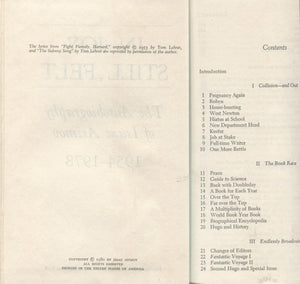 The lyrics from "Fight Fiercely, Harvard," copyright © 1953 by Tom Lehrer,
and "The Subway Song" by Tom Lehrer are reprinted by permission of the author.
IN JOY
STILL FELT
The Autobiography
of Isaac Asimov
1954–1978
COPYRIGHT © 1980 BY ISAAC ASIMOV
ALL RIGHTS RESERVED
PRINTED IN THE UNITED STATES OF AMERICA
Contents
Introduction
I Collision—and Out
1 Pregnancy Again
2 Robyn
3 House-hunting
4 West Newton
5 Hiatus at School
6 New Department Head
7 Keefer
8 Job at Stake
9 Full-time Writer
10 One More Battle
II The Book Race
11 Peace
12 Guide to Science
13 Back with Doubleday
14 A Book for Each Year
15 Over the Top
16 Far over the Top
17 A Multiplicity of Books
18 World Book Year Book
19 Biographical Encyclopedia
20 Hugo and History
III Endlessly
21 Changes of Editors
22 Fantastic Voyage I
23 Fantastic Voyage II
24 Second Hugo and Special Item